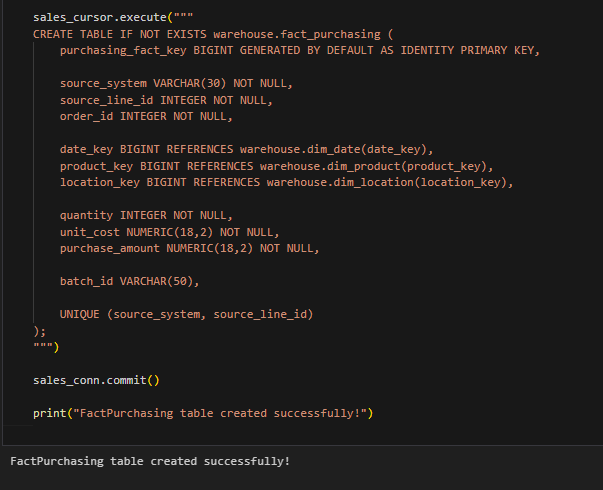 sales_cursor.execute("""
CREATE TABLE IF NOT EXISTS warehouse.fact_purchasing (
    purchasing_fact_key BIGINT GENERATED BY DEFAULT AS IDENTITY PRIMARY KEY,

    source_system VARCHAR(30) NOT NULL,
    source_line_id INTEGER NOT NULL,
    order_id INTEGER NOT NULL,

    date_key BIGINT REFERENCES warehouse.dim_date(date_key),
    product_key BIGINT REFERENCES warehouse.dim_product(product_key),
    location_key BIGINT REFERENCES warehouse.dim_location(location_key),

    quantity INTEGER NOT NULL,
    unit_cost NUMERIC(18,2) NOT NULL,
    purchase_amount NUMERIC(18,2) NOT NULL,

    batch_id VARCHAR(50),

    UNIQUE (source_system, source_line_id)
);
""")

sales_conn.commit()

print("FactPurchasing table created successfully!")

FactPurchasing table created successfully!